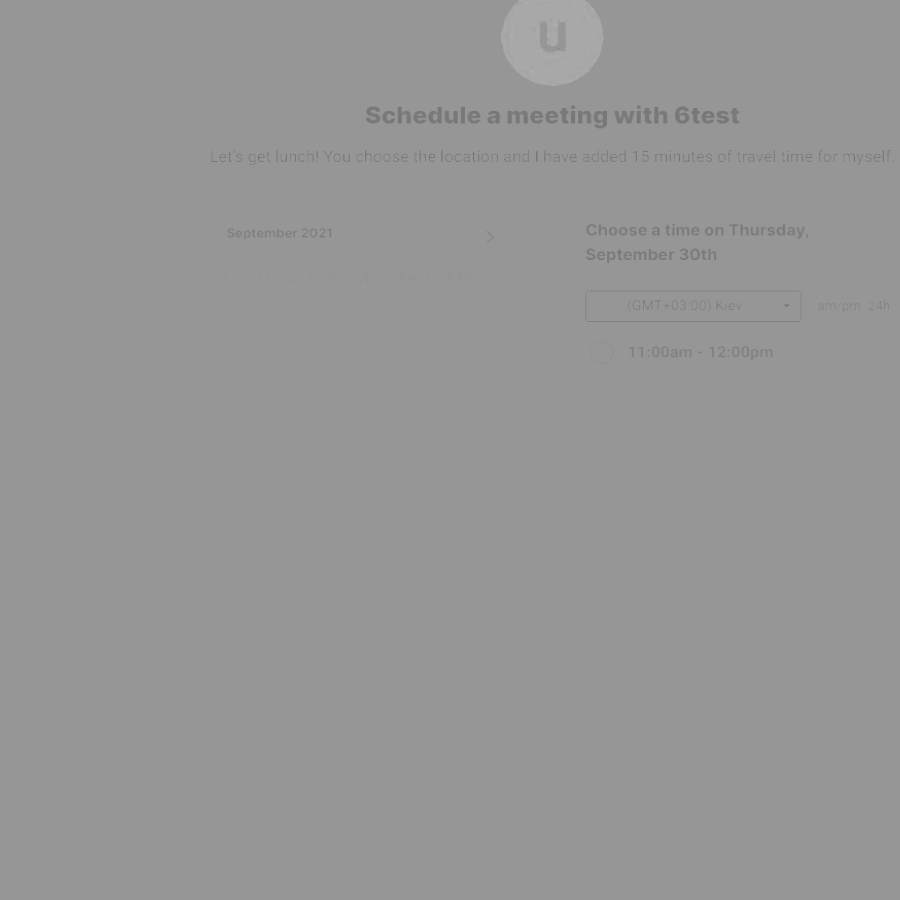 u
Schedule a meeting with 6test
Let's get lunch! You choose the location and I have added 15 minutes of travel time for myself.
September 2021
Choose a time on Thursday,
September 30th
(GMT+03:00) Kiev
am/pm 24h
11:00am - 12:00pm